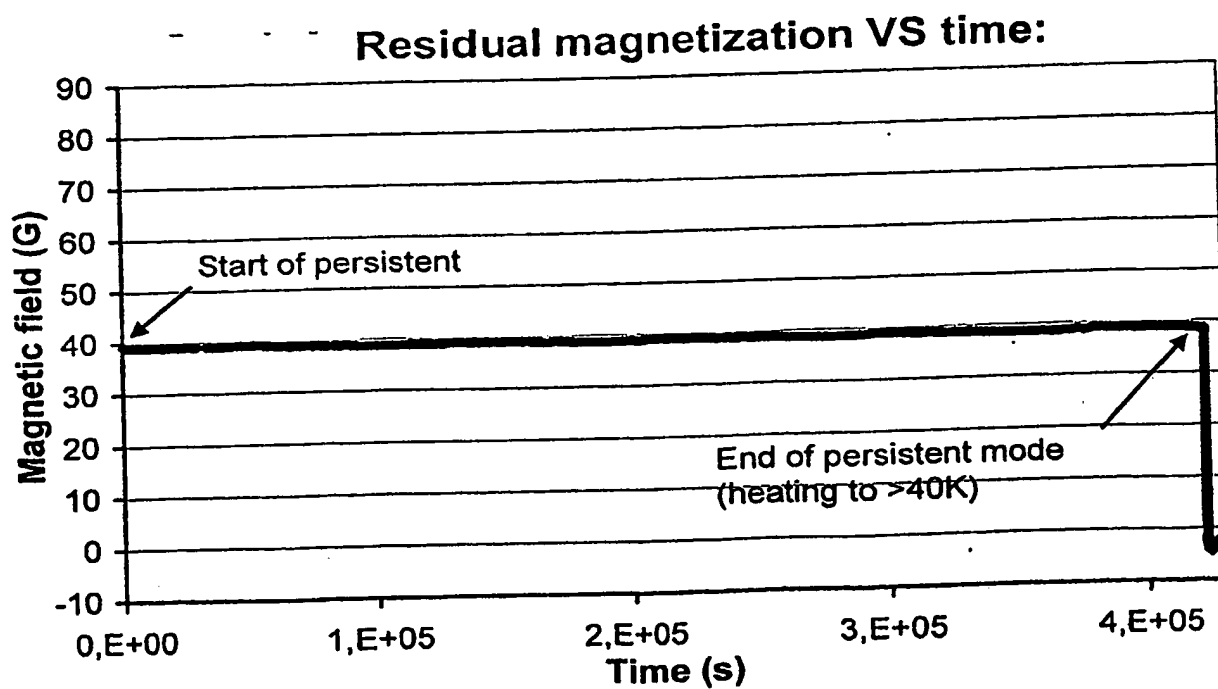 Residual magnetization VS time:
90
80
70
60
50
40
30
20
10
0
-10
Magnetic field (G)
Start of persistent
End of persistent mode
(heating to >40K)
0,E+00
1,E+05
2,E+05
3,E+05
4,E+05
Time (s)